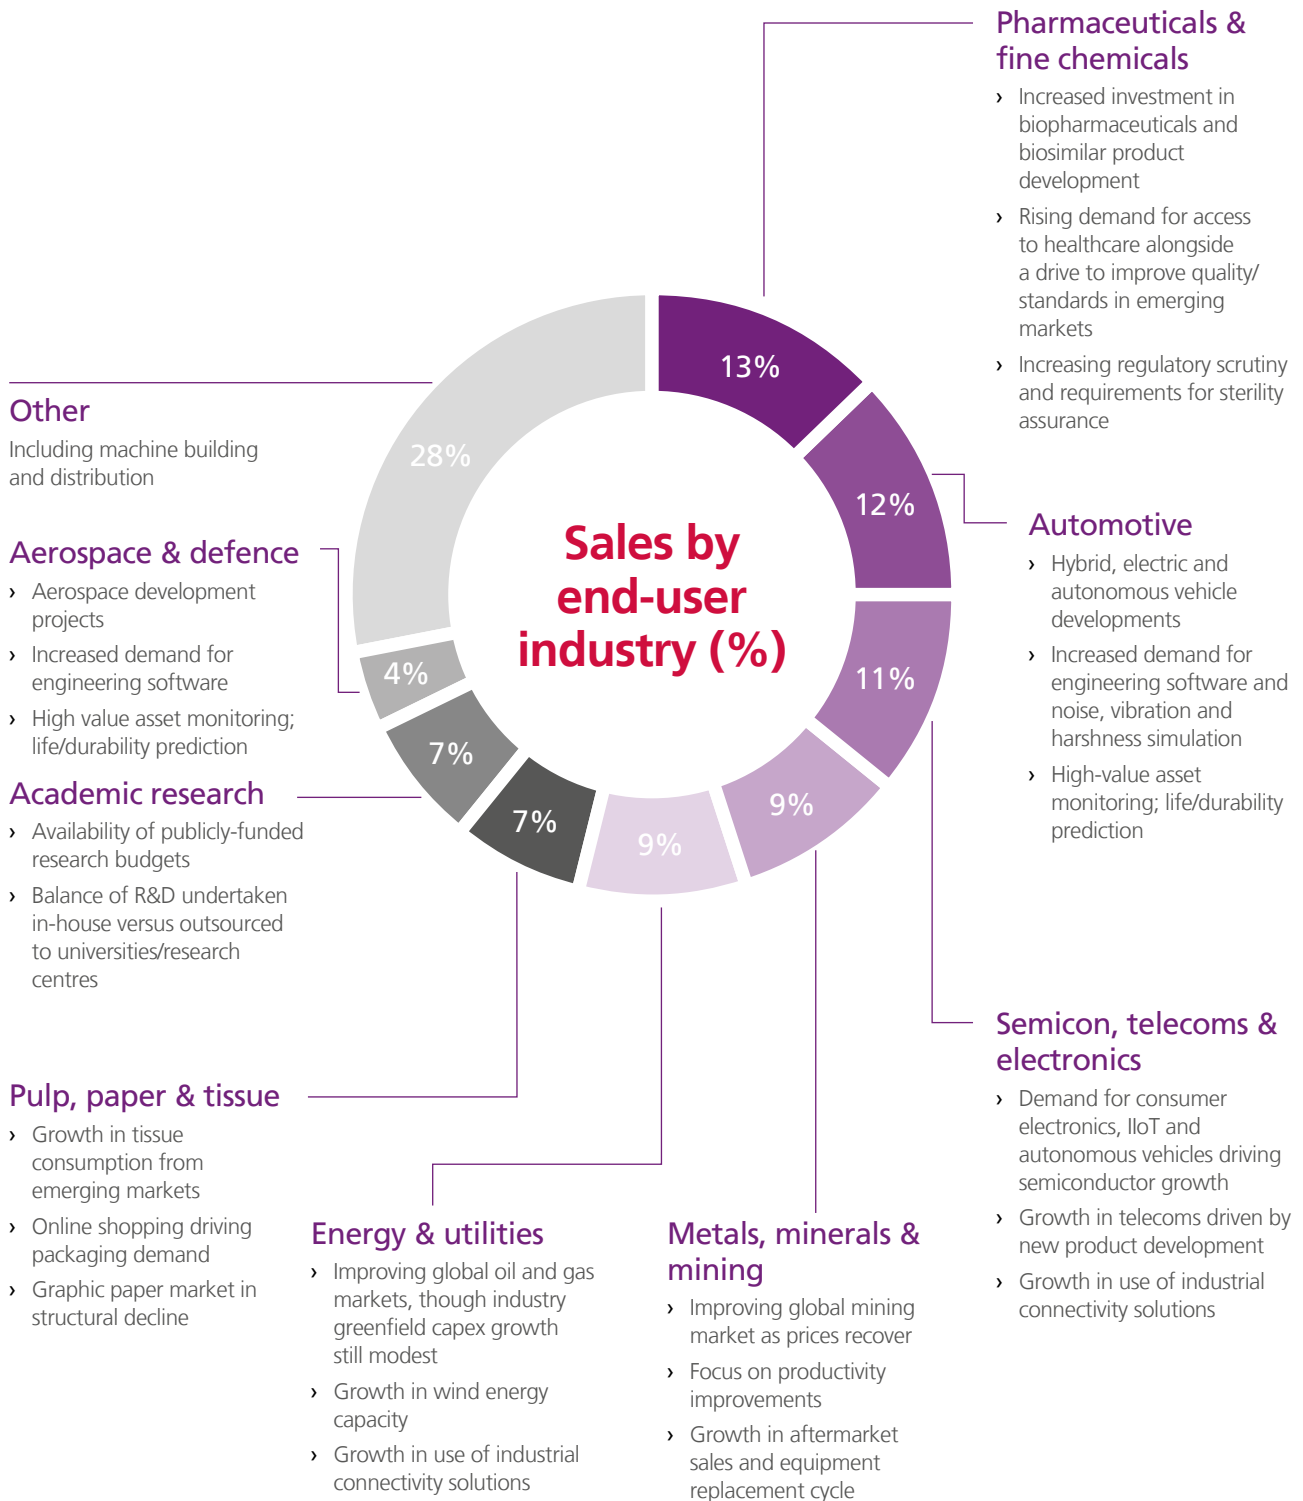 Pharmaceuticals &
fine chemicals
› Increased investment in
biopharmaceuticals and
biosimilar product
development
› Rising demand for access
to healthcare alongside
a drive to improve quality/
standards in emerging
markets
› Increasing regulatory scrutiny
and requirements for sterility
assurance
13%
12%
11%
9%
9%
7%
7%
4%
28%
Sales by
end-user
industry (%)
Automotive
› Hybrid, electric and
autonomous vehicle
developments
› Increased demand for
engineering software and
noise, vibration and
harshness simulation
› High-value asset
monitoring; life/durability
prediction
Semicon, telecoms &
electronics
› Demand for consumer
electronics, IIoT and
autonomous vehicles driving
semiconductor growth
› Growth in telecoms driven by
new product development
› Growth in use of industrial
connectivity solutions
Metals, minerals &
mining
› Improving global mining
market as prices recover
› Focus on productivity
improvements
› Growth in aftermarket
sales and equipment
replacement cycle
Energy & utilities
› Improving global oil and gas
markets, though industry
greenfield capex growth
still modest
› Growth in wind energy
capacity
› Growth in use of industrial
connectivity solutions
Pulp, paper & tissue
› Growth in tissue
consumption from
emerging markets
› Online shopping driving
packaging demand
› Graphic paper market in
structural decline
Academic research
› Availability of publicly-funded
research budgets
› Balance of R&D undertaken
in-house versus outsourced
to universities/research
centres
Aerospace & defence
› Aerospace development
projects
› Increased demand for
engineering software
› High value asset monitoring;
life/durability prediction
Other
Including machine building
and distribution